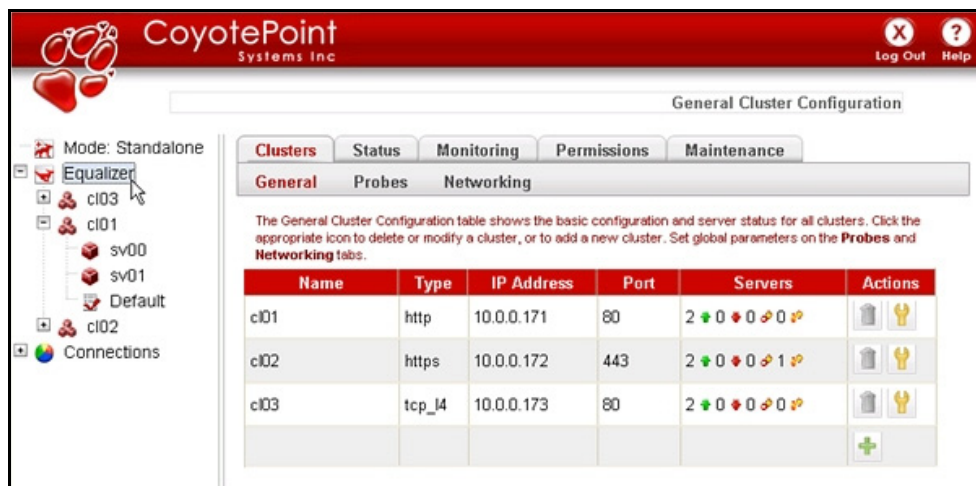 CoyotePoint
Systems Inc
X
Log Out
?
Help
General Cluster Configuration
Mode: Standalone
Equalizer
cl03
cl01
sv00
sv01
Default
cl02
Connections
Clusters Status Monitoring Permissions Maintenance
General Probes Networking
The General Cluster Configuration table shows the basic configuration and server status for all clusters. Click the
appropriate icon to delete or modify a cluster, or to add a new cluster. Set global parameters on the Probes and
Networking tabs.
Name Type IP Address Port Servers Actions
cl01 http 10.0.0.171 80 2 0 0 0
cl02 https 10.0.0.172 443 2 0 0 1
cl03 tcp_l4 10.0.0.173 80 2 0 0 0